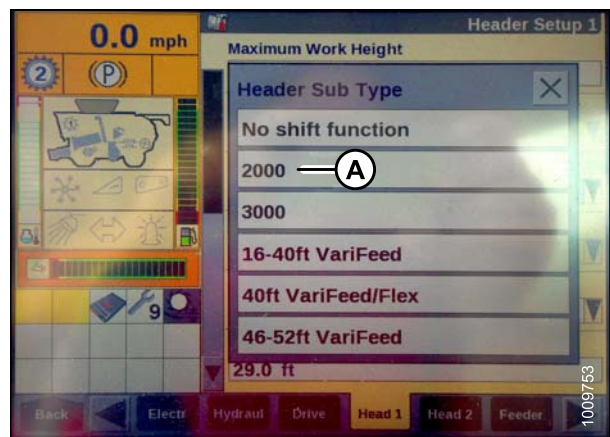 0.0 mph
Header Setup 1
Maximum Work Height
2
P
Header Sub Type
No shift function
2000
A
3000
16-40ft VariFeed
40ft VariFeed/Flex
46-52ft VariFeed
9
29.0 ft
Back
Electr
Hydraul
Drive
Head 1
Head 2
Feeder
1009753